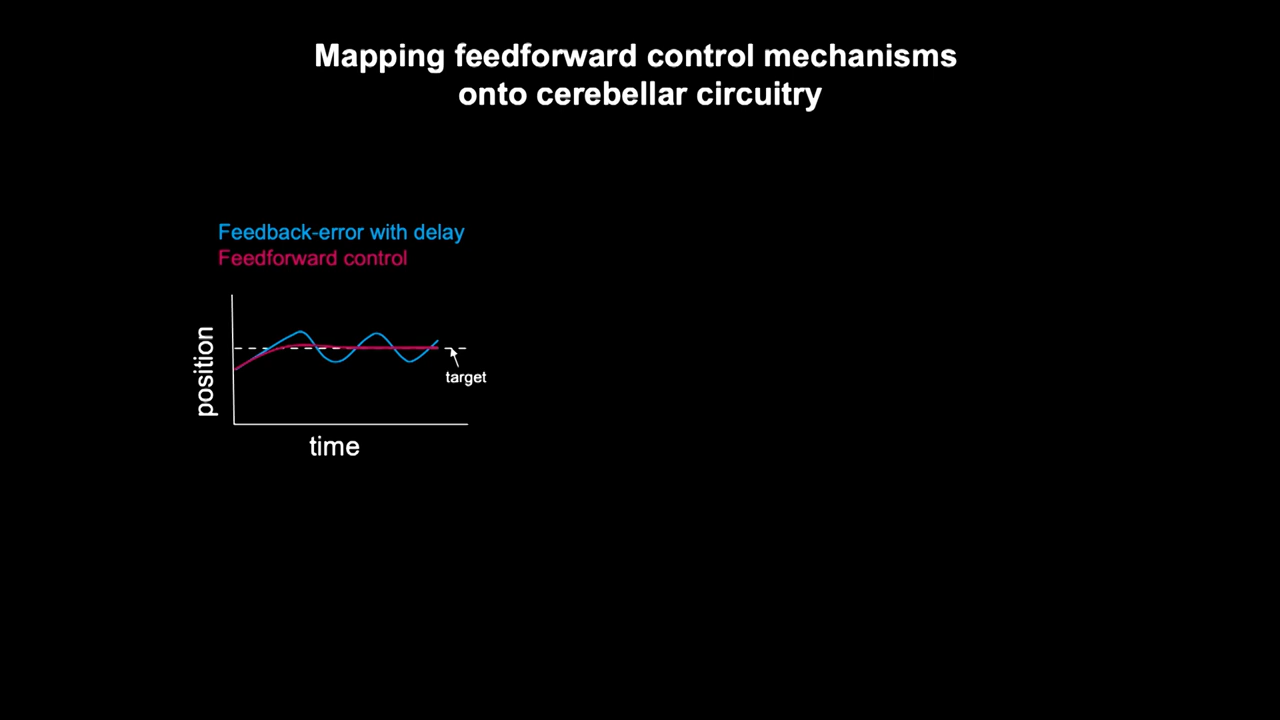 Mapping feedforward control mechanisms
onto cerebellar circuitry
Feedback-error with delay
Feedforward control
position
target
time